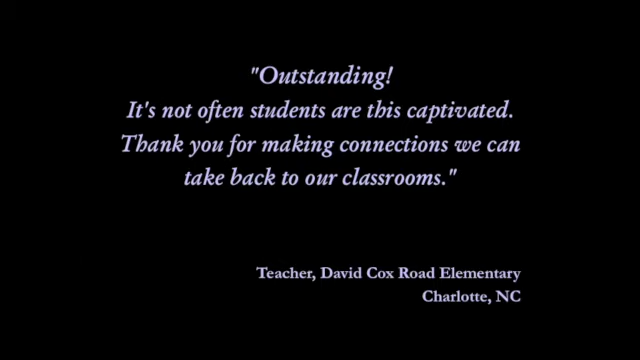 "Outstanding!
It's not often students are this captivated.
Thank you for making connections we can
take back to our classrooms."
Teacher, David Cox Road Elementary
Charlotte, NC